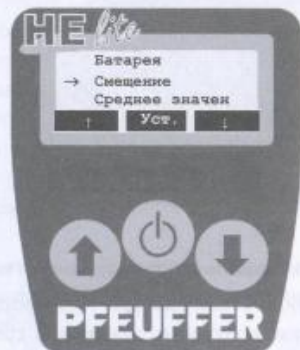 HE lite
Батарея
→ Смещение
Среднее значен
↑ Уст. ↓
PFEUFFER